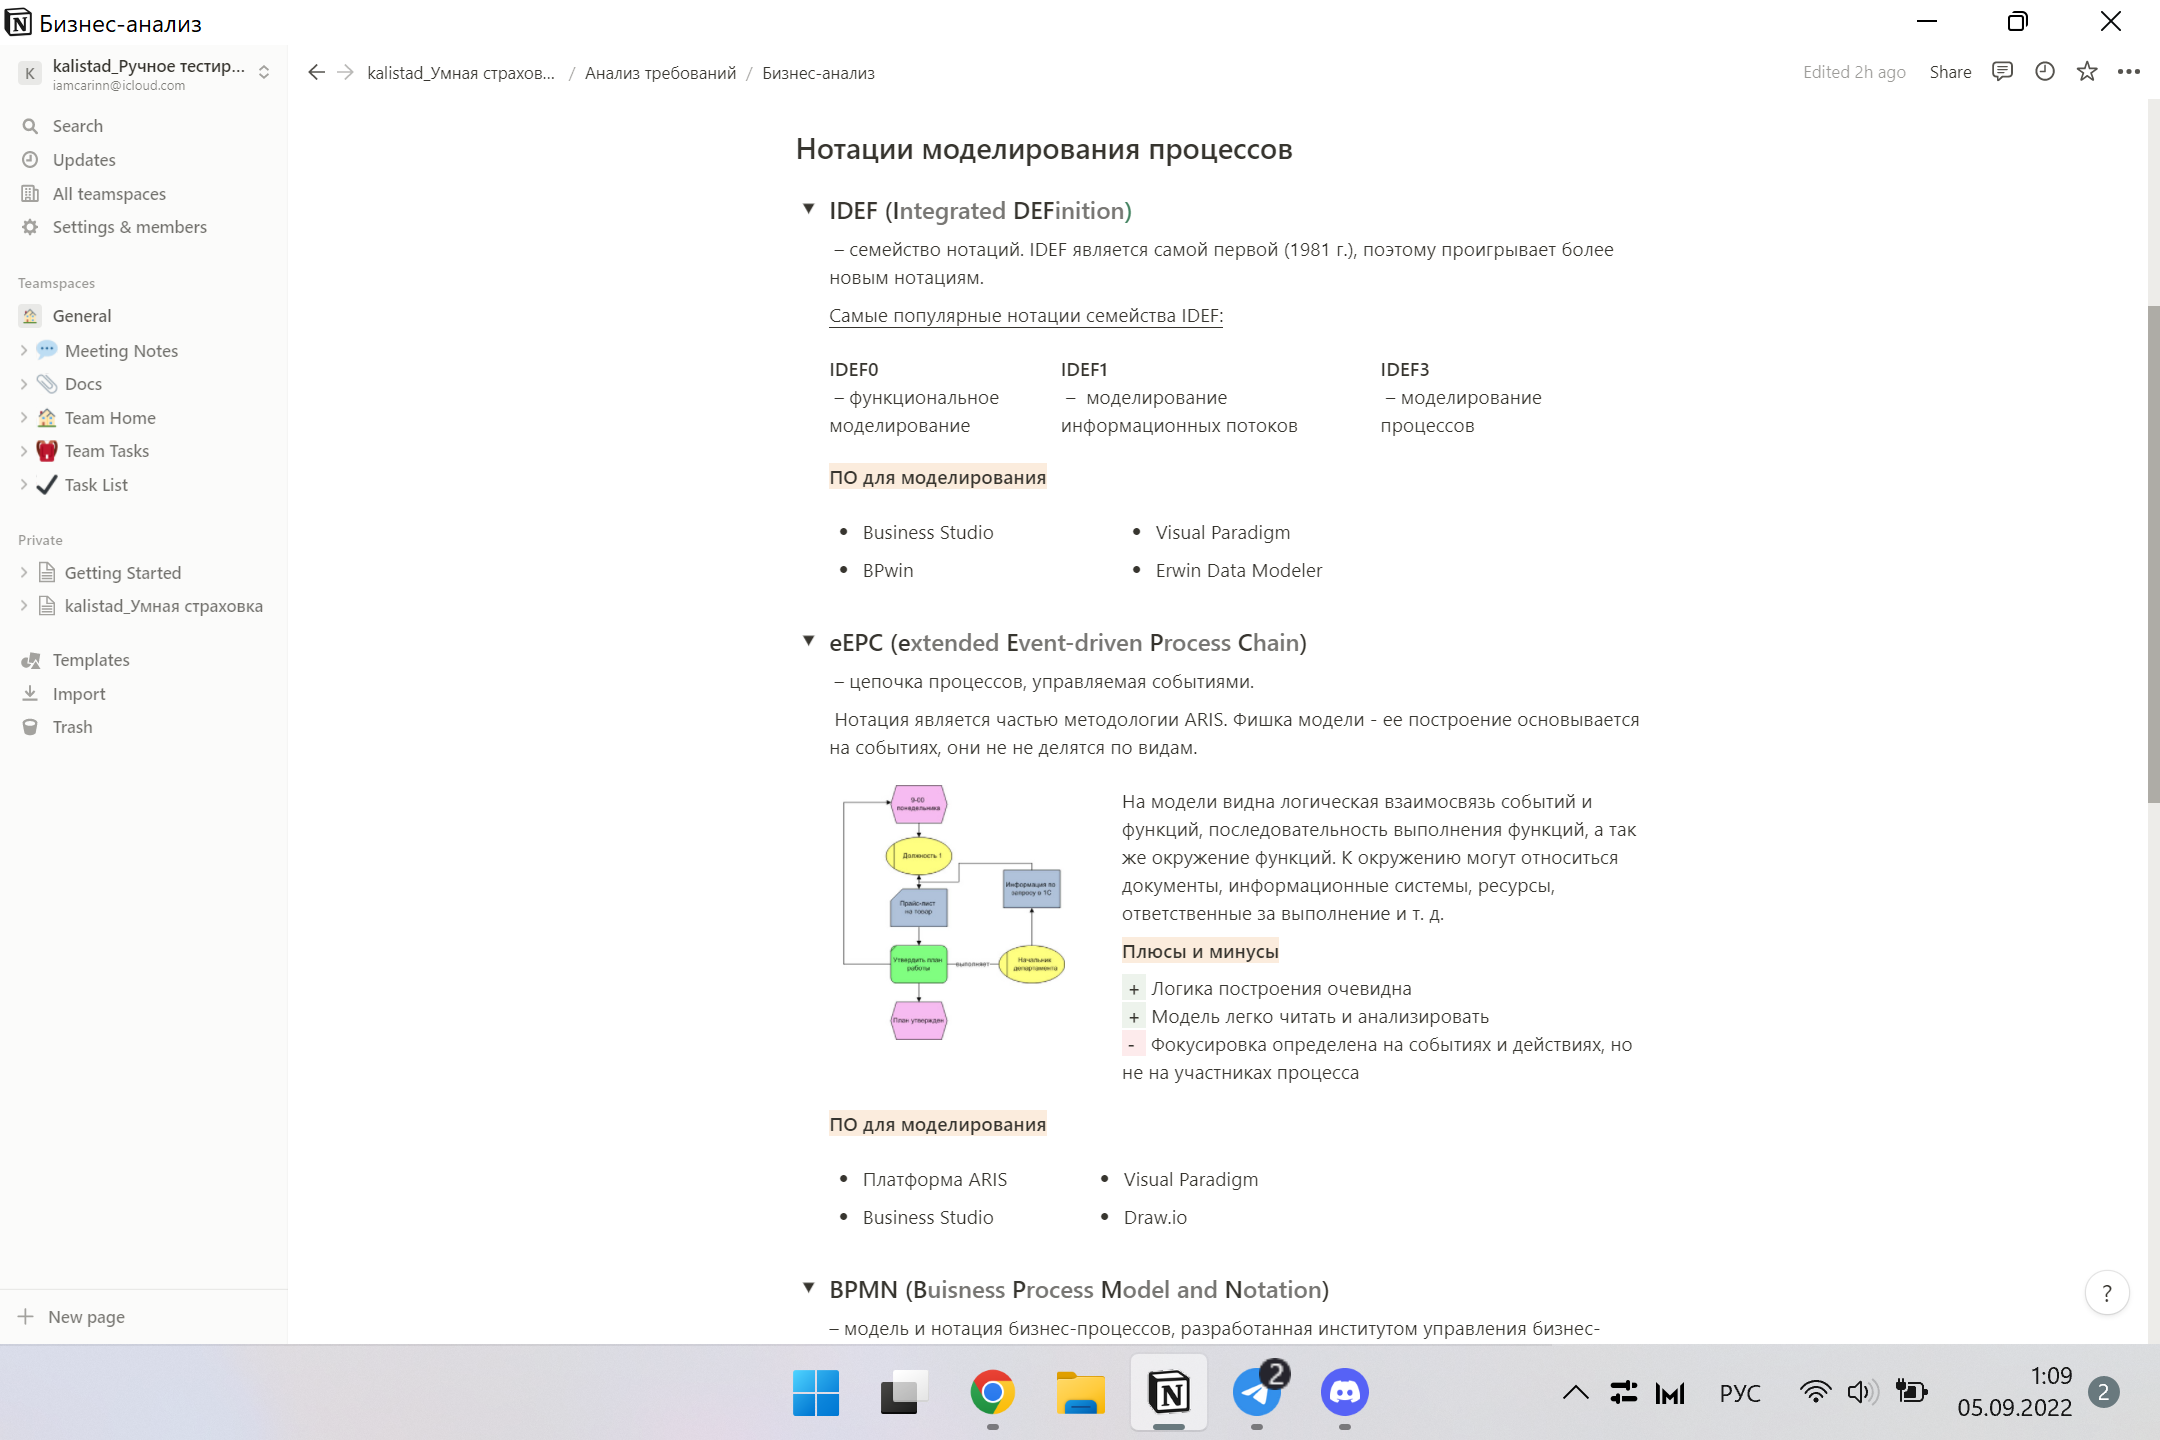 Бизнес-анализ
kalistad_Ручное тестир...
iamcarinn@icloud.com
Search
Updates
All teamspaces
Settings & members
Teamspaces
General
Meeting Notes
Docs
Team Home
Team Tasks
Task List
Private
Getting Started
kalistad_Умная страховка
Templates
Import
Trash
New page
kalistad_Умная страхов... / Анализ требований / Бизнес-анализ
Edited 2h ago Share
Нотации моделирования процессов
IDEF (Integrated DEFinition)
– семейство нотаций. IDEF является самой первой (1981 г.), поэтому проигрывает более
новым нотациям.
Самые популярные нотации семейства IDEF:
IDEF0
– функциональное
моделирование
IDEF1
– моделирование
информационных потоков
IDEF3
– моделирование
процессов
ПО для моделирования
• Business Studio
• BPwin
• Visual Paradigm
• Erwin Data Modeler
eEPC (extended Event-driven Process Chain)
– цепочка процессов, управляемая событиями.
Нотация является частью методологии ARIS. Фишка модели - ее построение основывается
на событиях, они не не делятся по видам.
9-00
понедельника
Должность 1
Прайс-лист
на товар
Информация по
запросу в 1С
Утвердить план
работы
выполняет
Начальник
департамента
План утвержден
На модели видна логическая взаимосвязь событий и
функций, последовательность выполнения функций, а так
же окружение функций. К окружению могут относиться
документы, информационные системы, ресурсы,
ответственные за выполнение и т. д.
Плюсы и минусы
+ Логика построения очевидна
+ Модель легко читать и анализировать
- Фокусировка определена на событиях и действиях, но
не на участниках процесса
ПО для моделирования
• Платформа ARIS
• Business Studio
• Visual Paradigm
• Draw.io
BPMN (Buisness Process Model and Notation)
– модель и нотация бизнес-процессов, разработанная институтом управления бизнес-
?
2
РУС
1:09
05.09.2022
2